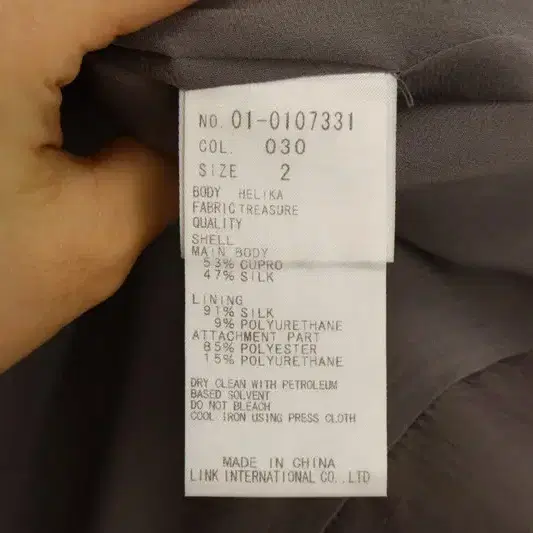 NO. 01-0107331
COL. 030
SIZE 2
BODY HELIKA
FABRIC TREASURE
QUALITY
SHELL
MAIN BODY
53% CUPRO
47% SILK
LINING
91% SILK
9% POLYURETHANE
ATTACHMENT PART
85% POLYESTER
15% POLYURETHANE
DRY CLEAN WITH PETROLEUM
BASED SOLVENT
DO NOT BLEACH
COOL IRON USING PRESS CLOTH
MADE IN CHINA
LINK INTERNATIONAL CO.,LTD